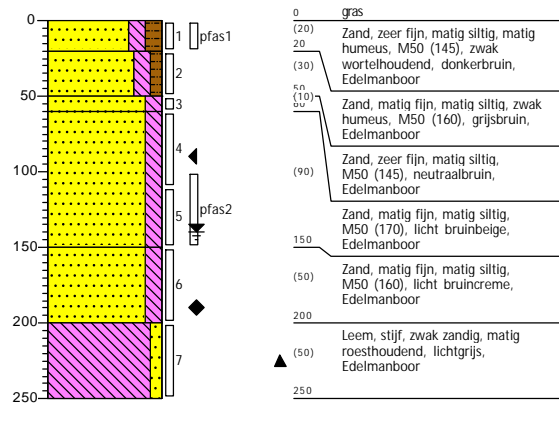 0
50
100
150
200
250
1
pfas1
2
3
4
5
pfas2
6
7
0
gras
(20)
Zand, zeer fijn, matig siltig, matig
humeus, M50 (145), zwak
wortelhoudend, donkerbruin,
Edelmanboor
20
(30)
50
(10)
Zand, matig fijn, matig siltig, zwak
humeus, M50 (160), grijsbruin,
Edelmanboor
60
(90)
Zand, zeer fijn, matig siltig,
M50 (145), neutraalbruin,
Edelmanboor
Zand, matig fijn, matig siltig,
M50 (170), licht bruinbeige,
Edelmanboor
150
(50)
Zand, matig fijn, matig siltig,
M50 (160), licht bruincreme,
Edelmanboor
200
(50)
Leem, stijf, zwak zandig, matig
roesthoudend, lichtgrijs,
Edelmanboor
250